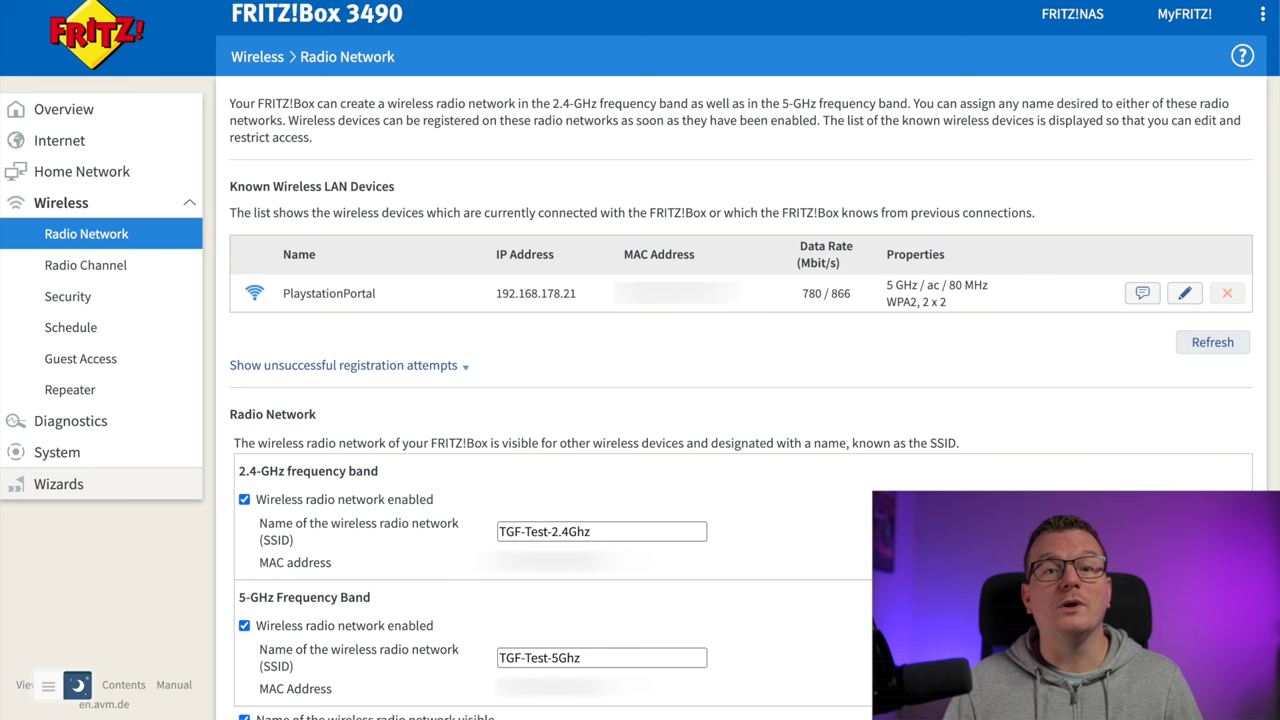 FRITZ!
FRITZ!Box 3490
FRITZ!NAS
MyFRITZ!
Wireless > Radio Network
?
Overview
Internet
Home Network
Wireless
Radio Network
Radio Channel
Security
Schedule
Guest Access
Repeater
Diagnostics
System
Wizards
Contents
Manual
en.avm.de
Your FRITZ!Box can create a wireless radio network in the 2.4-GHz frequency band as well as in the 5-GHz frequency band. You can assign any name desired to either of these radio
networks. Wireless devices can be registered on these radio networks as soon as they have been enabled. The list of the known wireless devices is displayed so that you can edit and
restrict access.
Known Wireless LAN Devices
The list shows the wireless devices which are currently connected with the FRITZ!Box or which the FRITZ!Box knows from previous connections.
Name
IP Address
MAC Address
Data Rate
(Mbit/s)
Properties
PlaystationPortal
192.168.178.21
780 / 866
5 GHz / ac / 80 MHz
WPA2, 2 x 2
Refresh
Show unsuccessful registration attempts
Radio Network
The wireless radio network of your FRITZ!Box is visible for other wireless devices and designated with a name, known as the SSID.
2.4-GHz frequency band
Wireless radio network enabled
Name of the wireless radio network
(SSID)
TGF-Test-2.4Ghz
MAC address
5-GHz Frequency Band
Wireless radio network enabled
Name of the wireless radio network
(SSID)
TGF-Test-5Ghz
MAC Address
Name of the wireless radio network visible